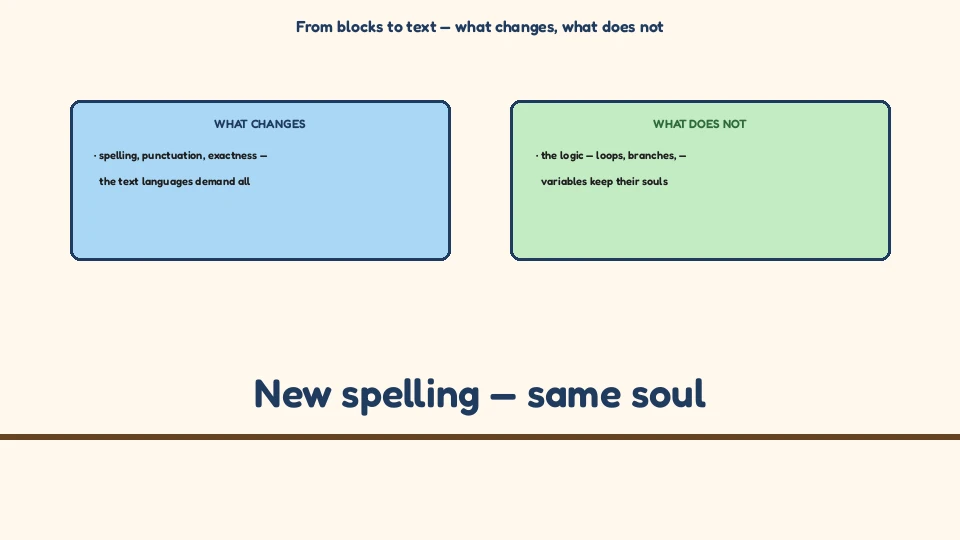 From blocks to text — what changes, what does not
WHAT CHANGES
· spelling, punctuation, exactness —
the text languages demand all
WHAT DOES NOT
· the logic — loops, branches, —
variables keep their souls
New spelling — same soul